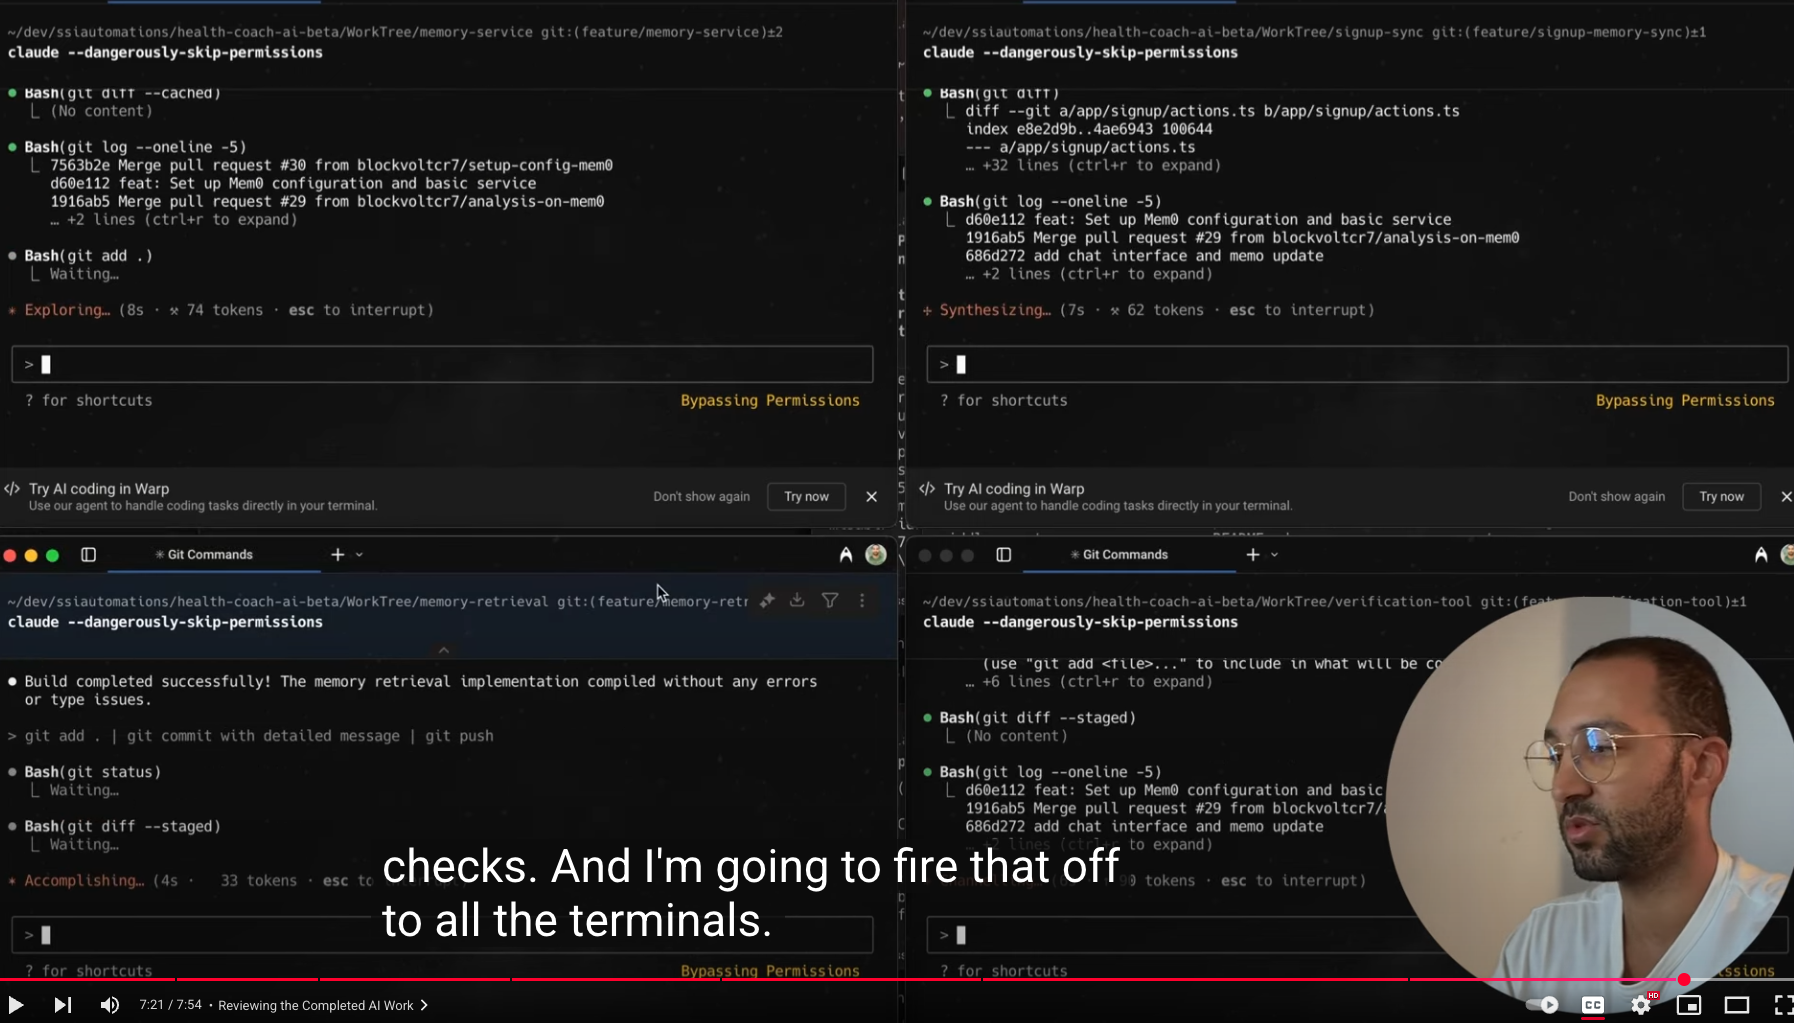 ~/dev/ssiautomations/health-coach-ai-beta/WorkTree/memory-service git:(feature/memory-service)±2
claude --dangerously-skip-permissions
Bash(git diff --cached)
(No content)
Bash(git log --oneline -5)
7563b2e Merge pull request #30 from blockvoltcr7/setup-config-mem0
d60e112 feat: Set up Mem0 configuration and basic service
1916ab5 Merge pull request #29 from blockvoltcr7/analysis-on-mem0
… +2 lines (ctrl+r to expand)
Bash(git add .)
Waiting…
Exploring… (8s · 74 tokens · esc to interrupt)
>
? for shortcuts
Bypassing Permissions
</> Try AI coding in Warp
Use our agent to handle coding tasks directly in your terminal.
Don't show again
Try now
~/dev/ssiautomations/health-coach-ai-beta/WorkTree/signup-sync git:(feature/signup-memory-sync)±1
claude --dangerously-skip-permissions
Bash(git diff)
diff --git a/app/signup/actions.ts b/app/signup/actions.ts
index e8e2d9b..4ae6943 100644
--- a/app/signup/actions.ts
… +32 lines (ctrl+r to expand)
Bash(git log --oneline -5)
d60e112 feat: Set up Mem0 configuration and basic service
1916ab5 Merge pull request #29 from blockvoltcr7/analysis-on-mem0
686d272 add chat interface and memo update
… +2 lines (ctrl+r to expand)
Synthesizing… (7s · 62 tokens · esc to interrupt)
>
? for shortcuts
Bypassing Permissions
</> Try AI coding in Warp
Use our agent to handle coding tasks directly in your terminal.
Don't show again
Try now
Git Commands
~/dev/ssiautomations/health-coach-ai-beta/WorkTree/memory-retrieval git:(feature/memory-retr
claude --dangerously-skip-permissions
Build completed successfully! The memory retrieval implementation compiled without any errors
or type issues.
> git add . | git commit with detailed message | git push
Bash(git status)
Waiting…
Bash(git diff --staged)
Waiting…
Accomplishing… (4s · 33 tokens · esc to
>
? for shortcuts
Bypassing Permissions
Git Commands
~/dev/ssiautomations/health-coach-ai-beta/WorkTree/verification-tool git:(
claude --dangerously-skip-permissions
(use "git add <file>..." to include in what will be
… +6 lines (ctrl+r to expand)
Bash(git diff --staged)
(No content)
Bash(git log --oneline -5)
d60e112 feat: Set up Mem0 configuration and basic
1916ab5 Merge pull request #29 from blockvoltcr7/
686d272 add chat interface and memo update
lines (ctrl+r to expand)
tokens · esc to interrupt)
>
? for shortcuts
checks. And I'm going to fire that off
to all the terminals.
7:21 / 7:54 • Reviewing the Completed AI Work
CC
HD